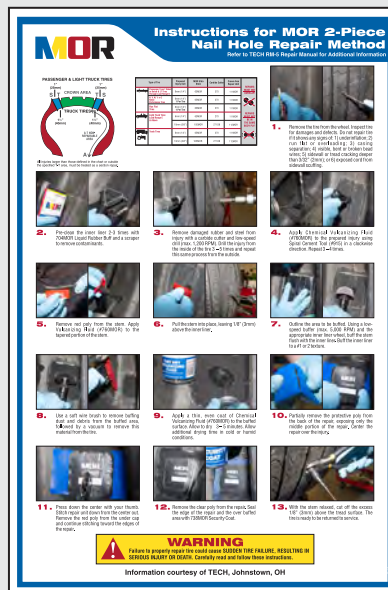 MOR
Instructions for MOR 2-Piece
Nail Hole Repair Method
Refer to TECH RM-5 Repair Manual for Additional Information
PASSENGER & LIGHT TRUCK TIRES
CROWN AREA
TRUCK TIRES
1. Remove the tire from the wheel. Inspect tire
for damages and defects. Do not repair tire
if it shows any signs of: 1) underinflation; 2)
run flat or overloading; 3) casing
separation; 4) visible, bent or broken bead
wires; 5) sidewall or tread cracking deeper
than 3/32" (2mm); or 6) exposed cord from
sidewall scuffing.
2. Pre-clean the inner liner 2-3 times with
704MOR Liquid Rubber Buff and a scraper
to remove contaminants.
3. Remove damaged rubber and steel from
injury with a carbide cutter and low-speed
drill (max. 1,200 RPM). Drill the injury from
the inside of the tire 3-5 times and repeat
this same process from the outside.
4. Apply Chemical Vulcanizing Fluid
(#760MOR) to the prepared injury using
Spiral Cement Tool (#915) in a clockwise
direction. Repeat 3-4 times.
5. Remove red poly from the stem. Apply
Vulcanizing Fluid (#760MOR) to the
tapered portion of the stem.
6. Pull the stem into place, leaving 1/8" (3mm)
above the inner liner.
7. Outline the area to be buffed. Using a low-
speed buffer (max. 5,000 RPM) and the
appropriate inner liner wheel, buff the stem
flush with the inner liner. Buff the inner liner
to a #1 or 2 texture.
8. Use a soft wire brush to remove buffing
dust and debris from the buffed area,
followed by a vacuum to remove this
material from the tire.
9. Apply a thin, even coat of Chemical
Vulcanizing Fluid (#760MOR) to the buffed
surface. Allow to dry 3-5 minutes. Allow
additional drying time in cold or humid
conditions.
10. Partially remove the protective poly from
the back of the repair, exposing only the
middle portion of the repair. Center the
repair over the injury.
11. Press down the center with your thumb.
Stitch repair unit down from the center out.
Remove the red poly from the under cap
and continue stitching toward the edges of
the repair.
12. Remove the clear poly from the repair. Seal
the edge of the repair and the over buffed
area with 738MOR Security Coat.
13. With the stem relaxed, cut off the excess
1/8" (3mm) above the tread surface. The
tire is ready to be returned to service.
WARNING
Failure to properly repair tire could cause SUDDEN TIRE FAILURE, RESULTING IN
SERIOUS INJURY OR DEATH. Carefully read and follow these instructions.
Information courtesy of TECH, Johnstown, OH